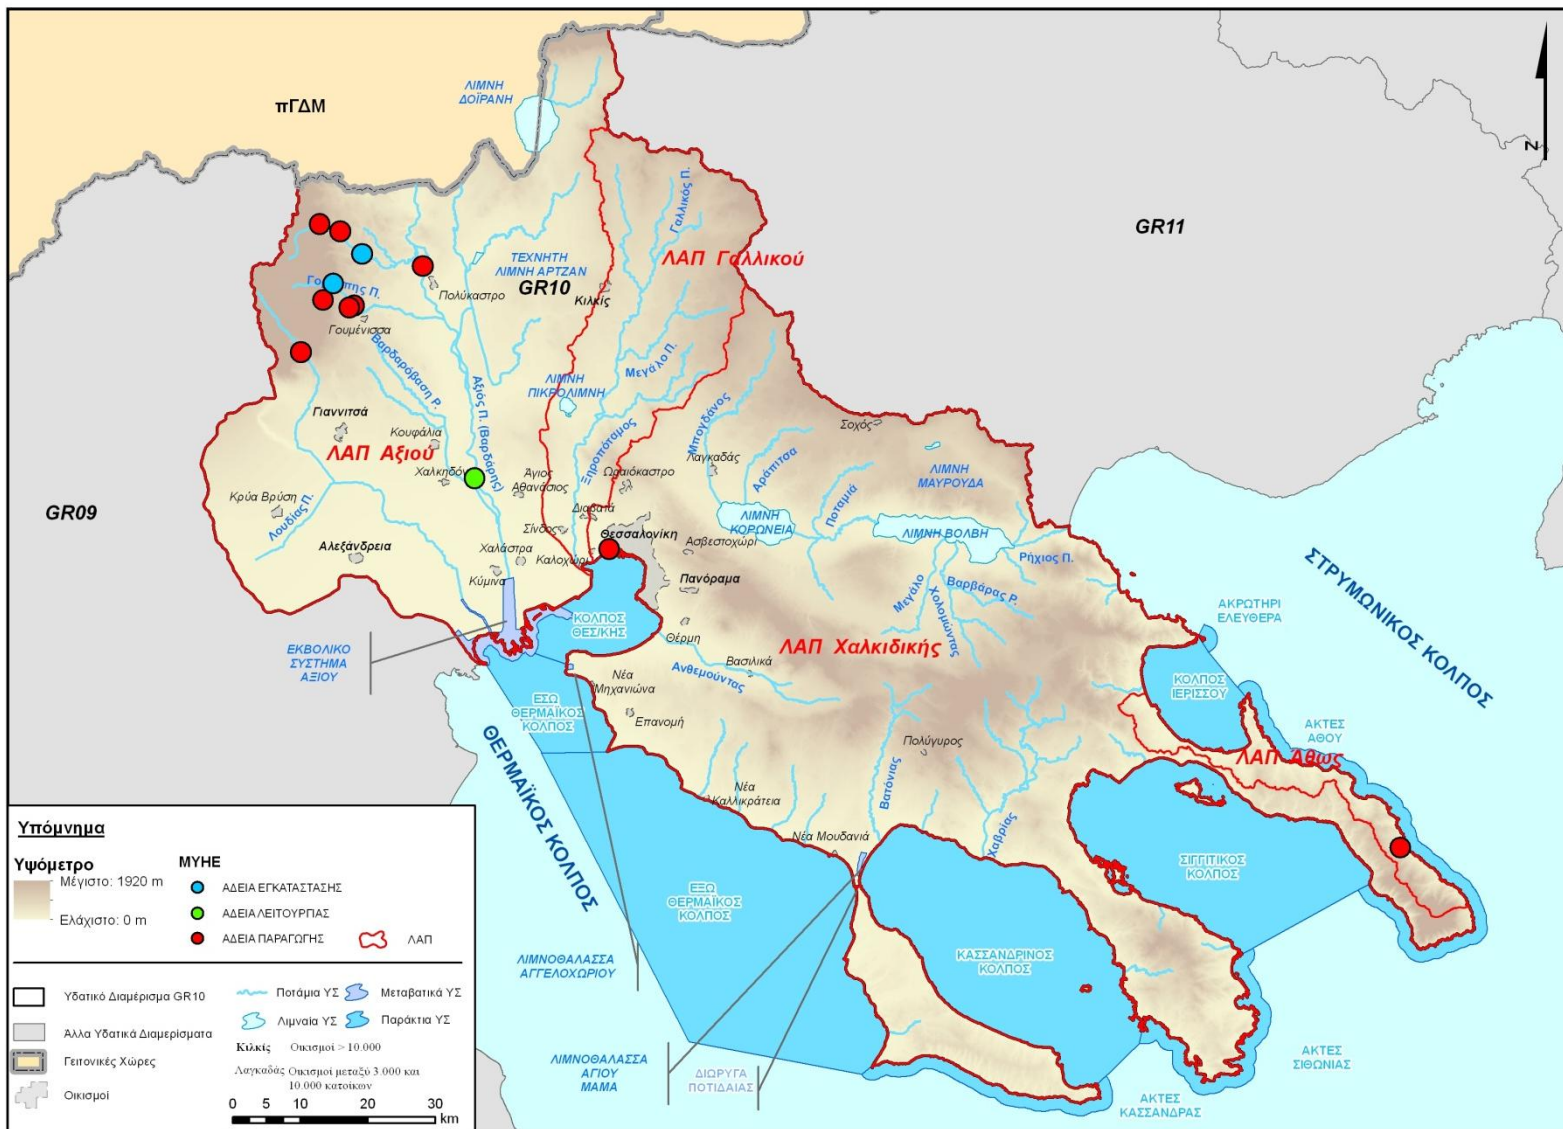 ΛΙΜΝΗ
ΔΟΪΡΑΝΗ
πΓΔΜ
N
GR11
Γαλλικός Π.
ΛΑΠ Γαλλικού
ΤΕΧΝΗΤΗ
ΛΙΜΝΗ ΑΡΤΖΑΝ
GR10
Κιλκίς
Πολύκαστρο
Γουμένισσα
Βαρδαρόβαση Ρ.
Αξιός Π. (Βαρδάρης)
Μεγάλο Π.
ΛΙΜΝΗ
ΠΙΚΡΟΛΙΜΝΗ
Ξηροπόταμος
Μπογδάνος
Σοχός
Γιαννιτσά
Κουφάλια
ΛΑΠ Αξιού
Χαλκηδόνα
Άγιος
Αθανάσιος
Ωραιόκαστρο
Λαγκαδάς
Αράπιτσα
Ποταμιά
ΛΙΜΝΗ
ΜΑΥΡΟΥΔΑ
Κρύα Βρύση
Λουδίας Π.
GR09
Αλεξάνδρεια
Σίνδος
Διαβατά
Θεσσαλονίκη
Χαλάστρα
Καλοχώρι
Κύμινα
Ασβεστοχώρι
Πανόραμα
ΛΙΜΝΗ
ΚΟΡΩΝΕΙΑ
ΛΙΜΝΗ ΒΟΛΒΗ
Ρήχιος Π.
Μεγάλο
Χολομώντας
Βαρβάρας Ρ.
ΑΚΡΩΤΗΡΙ
ΕΛΕΥΘΕΡΑ
ΣΤΡΥΜΩΝΙΚΟΣ ΚΟΛΠΟΣ
ΚΟΛΠΟΣ
ΘΕΣ/ΚΗΣ
Θέρμη
ΛΑΠ Χαλκιδικής
Βασιλικά
Ανθεμούντας
ΕΚΒΟΛΙΚΟ
ΣΥΣΤΗΜΑ
ΑΞΙΟΥ
Νέα
Μηχανιώνα
Επανομή
ΕΣΩ
ΘΕΡΜΑΪΚΟΣ
ΚΟΛΠΟΣ
ΚΟΛΠΟΣ
ΙΕΡΙΣΣΟΥ
ΑΚΤΕΣ
ΑΘΟΥ
ΛΑΠ Άθως
Πολύγυρος
Βατόνιας
Χαβρίας
ΘΕΡΜΑΪΚΟΣ ΚΟΛΠΟΣ
Νέα
Καλλικράτεια
Νέα Μουδανιά
ΕΞΩ
ΘΕΡΜΑΪΚΟΣ
ΚΟΛΠΟΣ
ΣΙΓΓΙΤΙΚΟΣ
ΚΟΛΠΟΣ
ΚΑΣΣΑΝΔΡΙΝΟΣ
ΚΟΛΠΟΣ
ΛΙΜΝΟΘΑΛΑΣΣΑ
ΑΓΓΕΛΟΧΩΡΙΟΥ
ΛΙΜΝΟΘΑΛΑΣΣΑ
ΑΓΙΟΥ
ΜΑΜΑ
ΔΙΩΡΥΓΑ
ΠΟΤΙΔΑΙΑΣ
ΑΚΤΕΣ
ΣΙΘΩΝΙΑΣ
ΑΚΤΕΣ
ΚΑΣΣΑΝΔΡΑΣ
Υπόμνημα
Υψόμετρο
Μέγιστο: 1920 m
Ελάχιστο: 0 m
ΜΥΗΕ
ΑΔΕΙΑ ΕΓΚΑΤΑΣΤΑΣΗΣ
ΑΔΕΙΑ ΛΕΙΤΟΥΡΓΙΑΣ
ΑΔΕΙΑ ΠΑΡΑΓΩΓΗΣ
ΛΑΠ
Υδατικό Διαμέρισμα GR10
Άλλα Υδατικά Διαμερίσματα
Γειτονικές Χώρες
Οικισμοί
Ποτάμια ΥΣ
Μεταβατικά ΥΣ
Λιμναία ΥΣ
Παράκτια ΥΣ
Κιλκίς Οικισμοί > 10.000
Λαγκαδάς Οικισμοί μεταξύ 3.000 και
10.000 κατοίκων
0 5 10 20 30
km